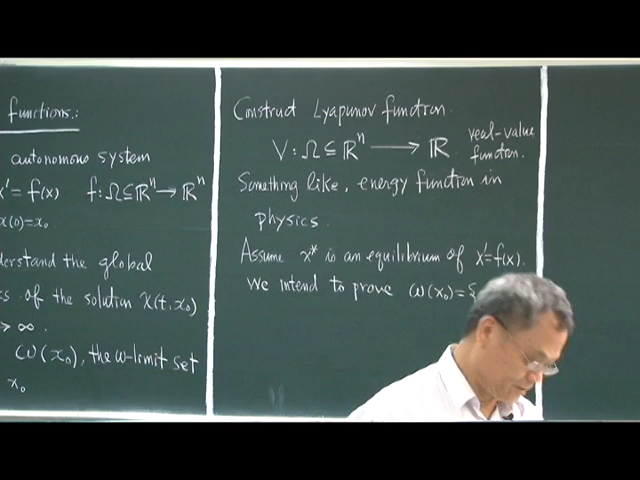 functions:
autonomous system
x' = f(x)  f: Ω ⊆ ℝⁿ → ℝⁿ
x(0) = x₀
derstand the global
of the solution x(t, x₀)
→ ∞.
ω(x₀), the ω-limit set
x₀
Construct Lyapunov function.
V: Ω ⊆ ℝⁿ ⟶ ℝ. real-value
function.
Something like, energy function in
physics.
Assume x* is an equilibrium of x' = f(x).
We intend to prove ω(x₀) = {